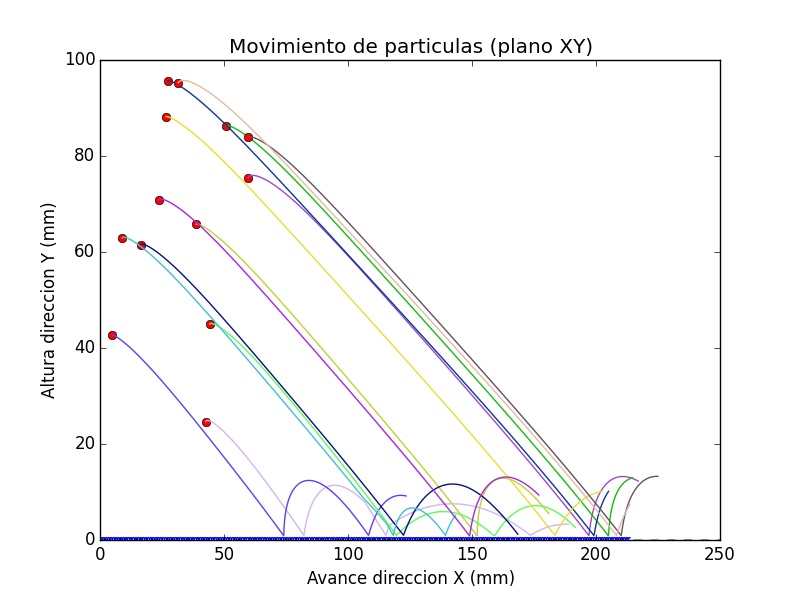 Movimiento de particulas (plano XY)
100
80
60
40
20
0
Altura direccion Y (mm)
0 50 100 150 200 250
Avance direccion X (mm)